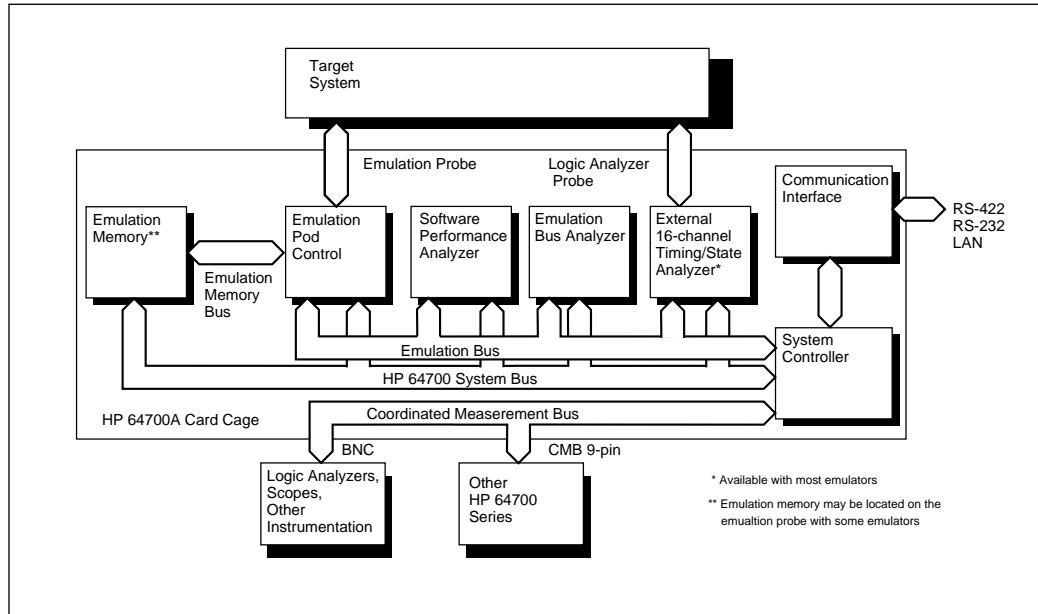 Target
System
Emulation Probe
Logic Analyzer
Probe
Communication
Interface
RS-422
RS-232
LAN
Emulation
Memory**
Emulation
Pod
Control
Software
Performance
Analyzer
Emulation
Bus Analyzer
External
16-channel
Timing/State
Analyzer*
Emulation
Memory
Bus
System
Controller
Emulation Bus
HP 64700 System Bus
Coordinated Measerement Bus
HP 64700A Card Cage
BNC
CMB 9-pin
Logic Analyzers,
Scopes,
Other
Instrumentation
Other
HP 64700
Series
* Available with most emulators
** Emulation memory may be located on the
emualtion probe with some emulators